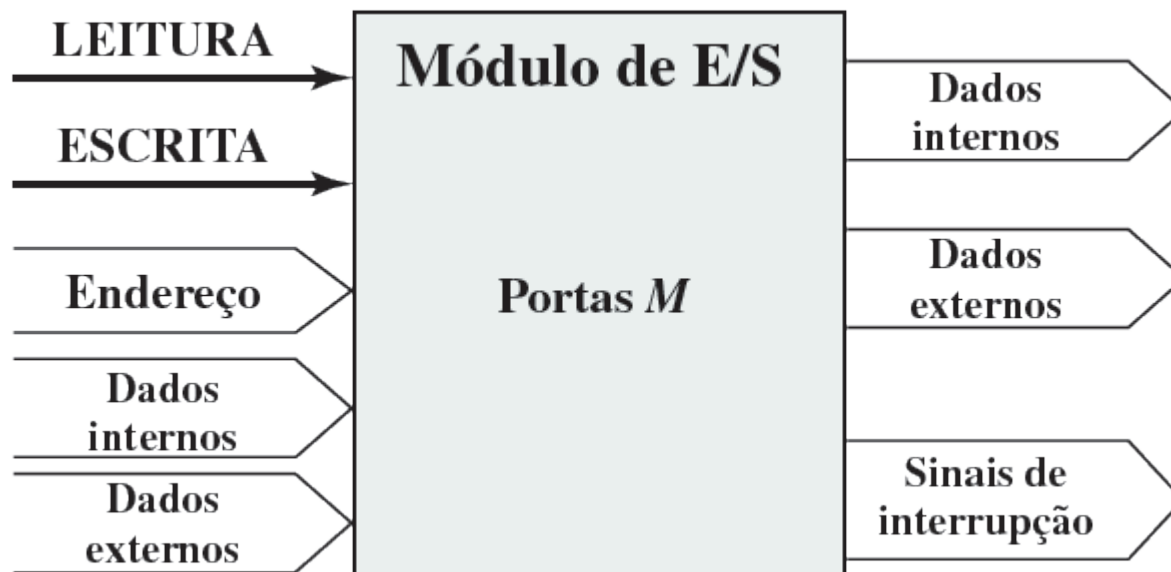 LEITURA
ESCRITA
Endereço
Dados
internos
Dados
externos
Módulo de E/S
Portas M
Dados
internos
Dados
externos
Sinais de
interrupção